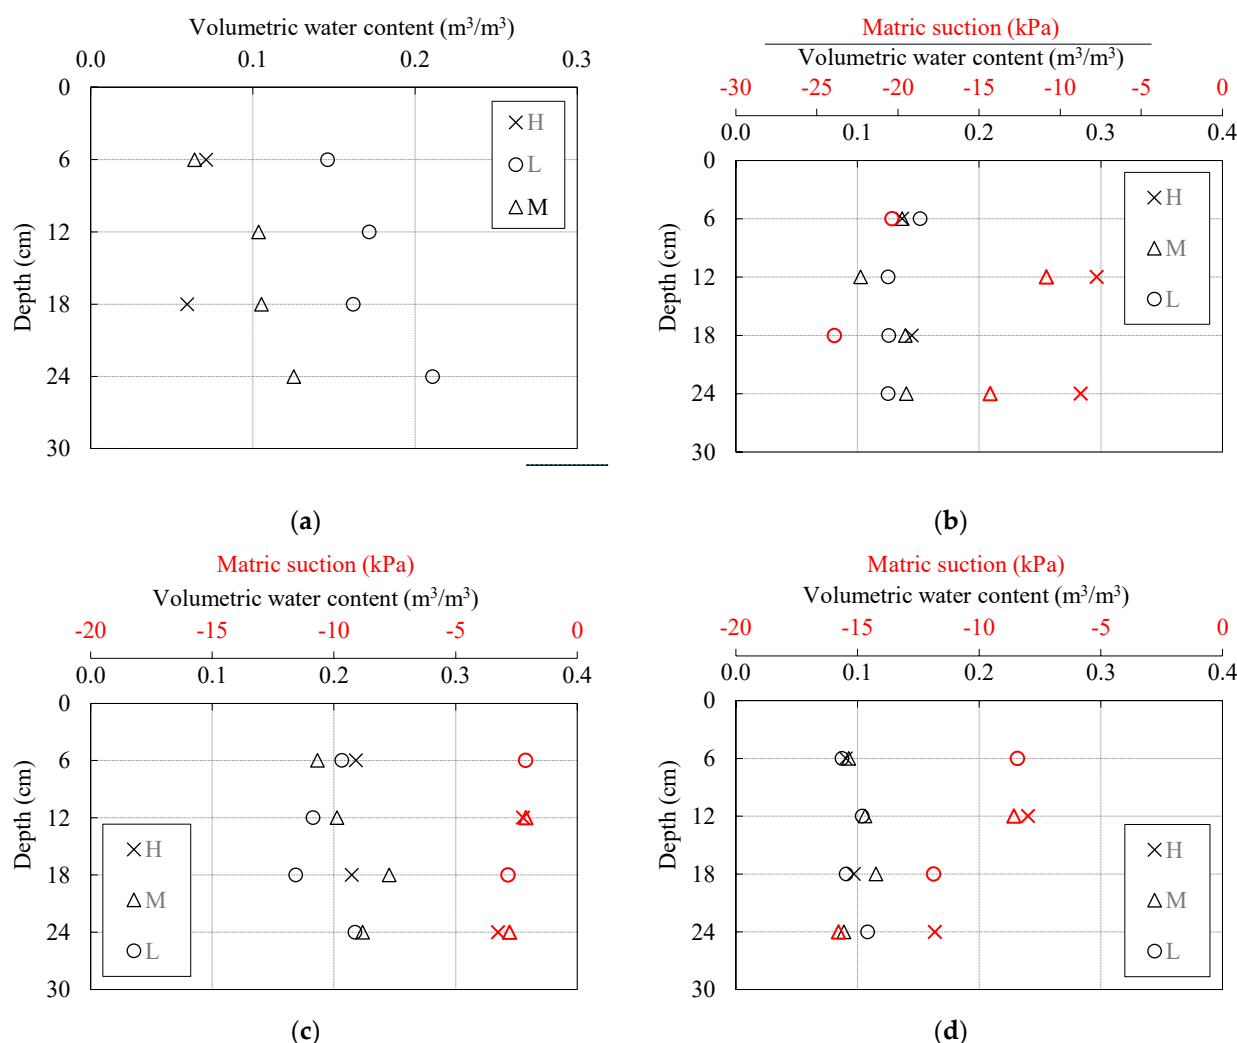 Volumetric water content (m³/m³)
0.0 0.1 0.2 0.3
0
6
12
18
24
30
Depth (cm)
H
L
M
(a)
Matric suction (kPa)
Volumetric water content (m³/m³)
-30 -25 -20 -15 -10 -5 0
0.0 0.1 0.2 0.3 0.4
0
6
12
18
24
30
Depth (cm)
H
M
L
(b)
Matric suction (kPa)
Volumetric water content (m³/m³)
-20 -15 -10 -5 0
0.0 0.1 0.2 0.3 0.4
0
6
12
18
24
30
Depth (cm)
H
M
L
(c)
Matric suction (kPa)
Volumetric water content (m³/m³)
-20 -15 -10 -5 0
0.0 0.1 0.2 0.3 0.4
0
6
12
18
24
30
Depth (cm)
H
M
L
(d)